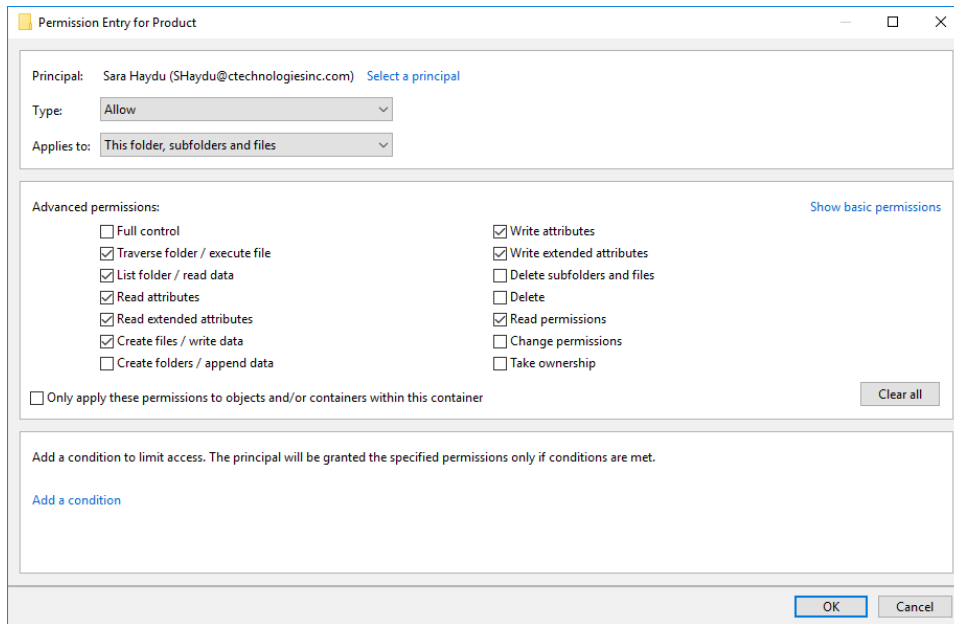 Permission Entry for Product
Principal: Sara Haydu (SHaydu@ctechnologiesinc.com) Select a principal
Type: Allow
Applies to: This folder, subfolders and files
Advanced permissions: Show basic permissions
Full control Write attributes
Traverse folder / execute file Write extended attributes
List folder / read data Delete subfolders and files
Read attributes Delete
Read extended attributes Read permissions
Create files / write data Change permissions
Create folders / append data Take ownership
Only apply these permissions to objects and/or containers within this container Clear all
Add a condition to limit access. The principal will be granted the specified permissions only if conditions are met.
Add a condition
OK Cancel